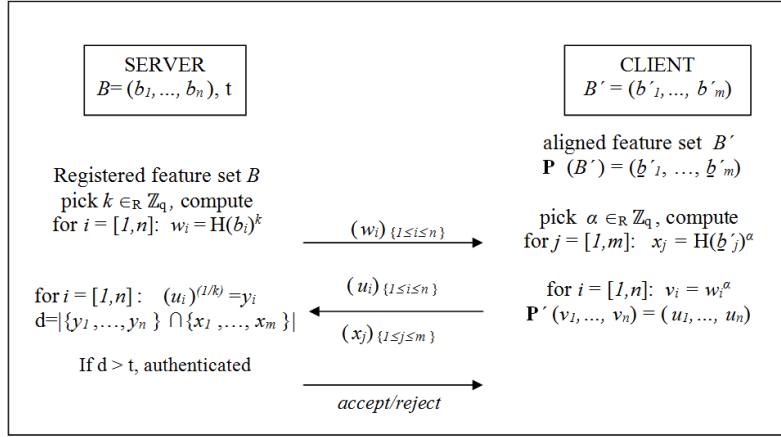 SERVER
B= (b1,..., bn), t
CLIENT
B´ = (b´1,..., b´m)
aligned feature set B´
P (B´) = (b̲´1, ..., b̲´m)
Registered feature set B
pick k ∈R ℤq, compute
for i = [1,n]: wi = H(bi)^k
(wi) {1≤i≤n}
pick α ∈R ℤq, compute
for j = [1,m]: xj = H(b̲´j)^α
for i = [1,n] : (ui)^(1/k) =yi
d=|{y1,…,yn } ⋂{x1 ,…, xm }|
If d > t, authenticated
(ui) {1≤i≤n}
(xj) {1≤j≤m}
for i = [1,n]: vi = wi^α
P´ (v1,..., vn) = ( u1,..., un)
accept/reject